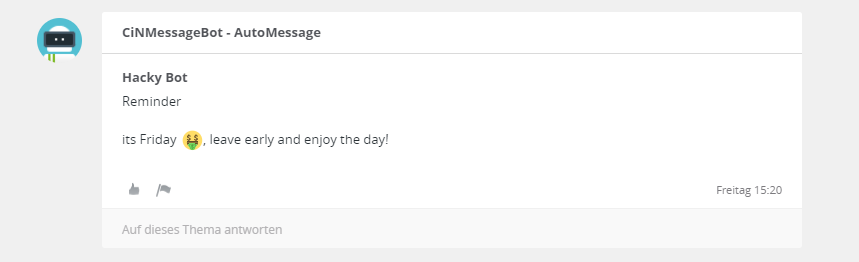 CiNMessageBot - AutoMessage
Hacky Bot
Reminder
its Friday 🤑, leave early and enjoy the day!
Freitag 15:20
Auf dieses Thema antworten